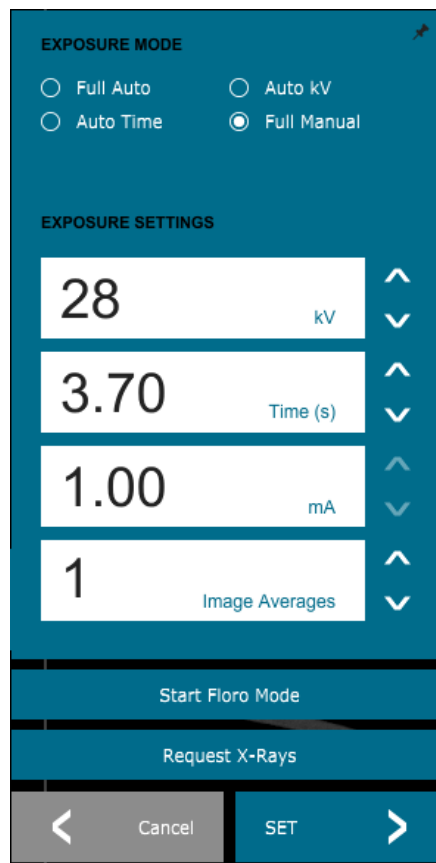 EXPOSURE MODE
Full Auto Auto kV
Auto Time Full Manual
EXPOSURE SETTINGS
28 kV
3.70 Time (s)
1.00 mA
1 Image Averages
Start Floro Mode
Request X-Rays
Cancel SET